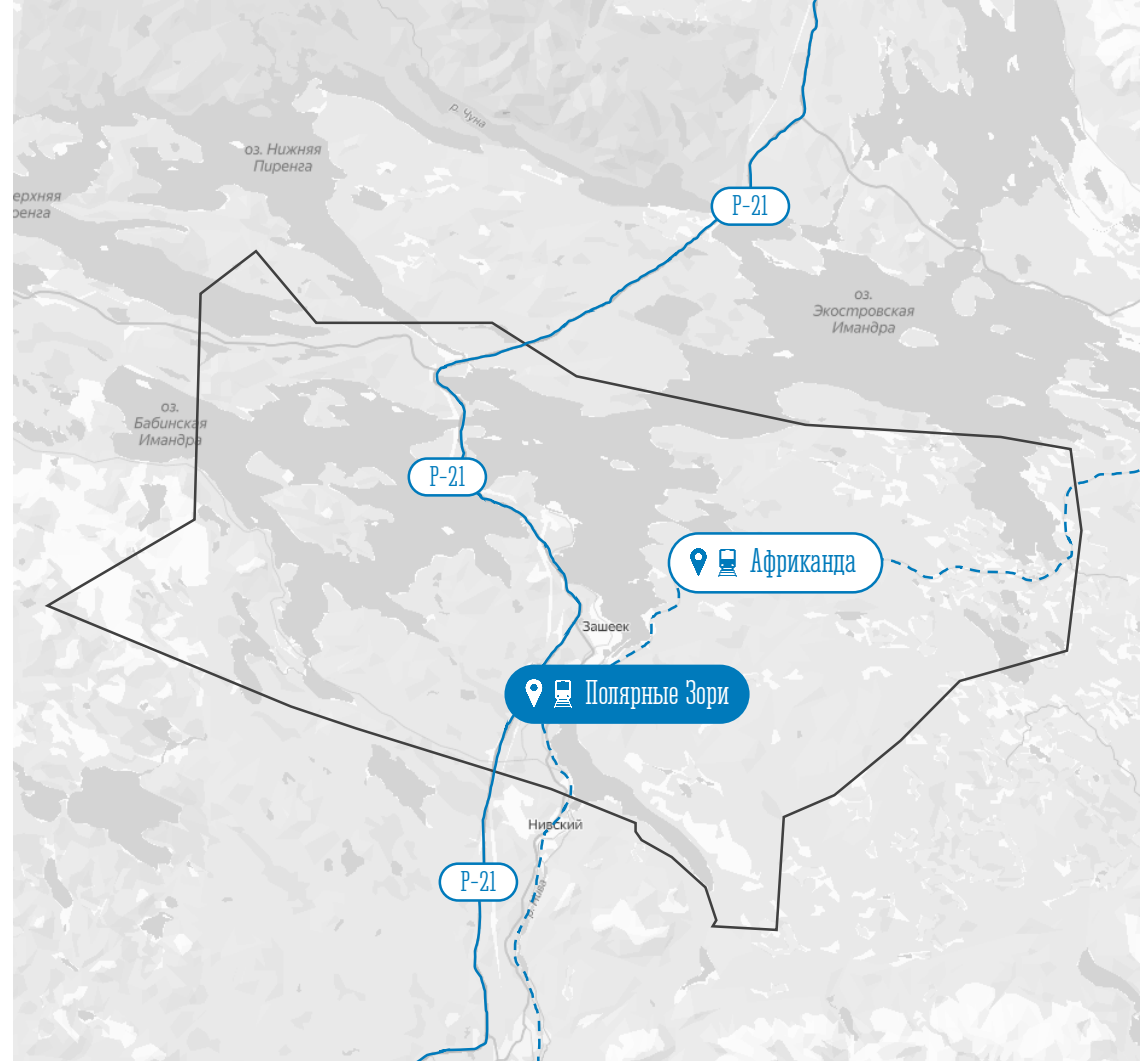 р. Чуна
оз. Нижняя
Пиренга
ерхняя
ренга
Р-21
оз.
Экостровская
Имандра
оз.
Бабинская
Имандра
Р-21
Африканда
Зашеек
Полярные Зори
Нивский
Р-21
р. Нива